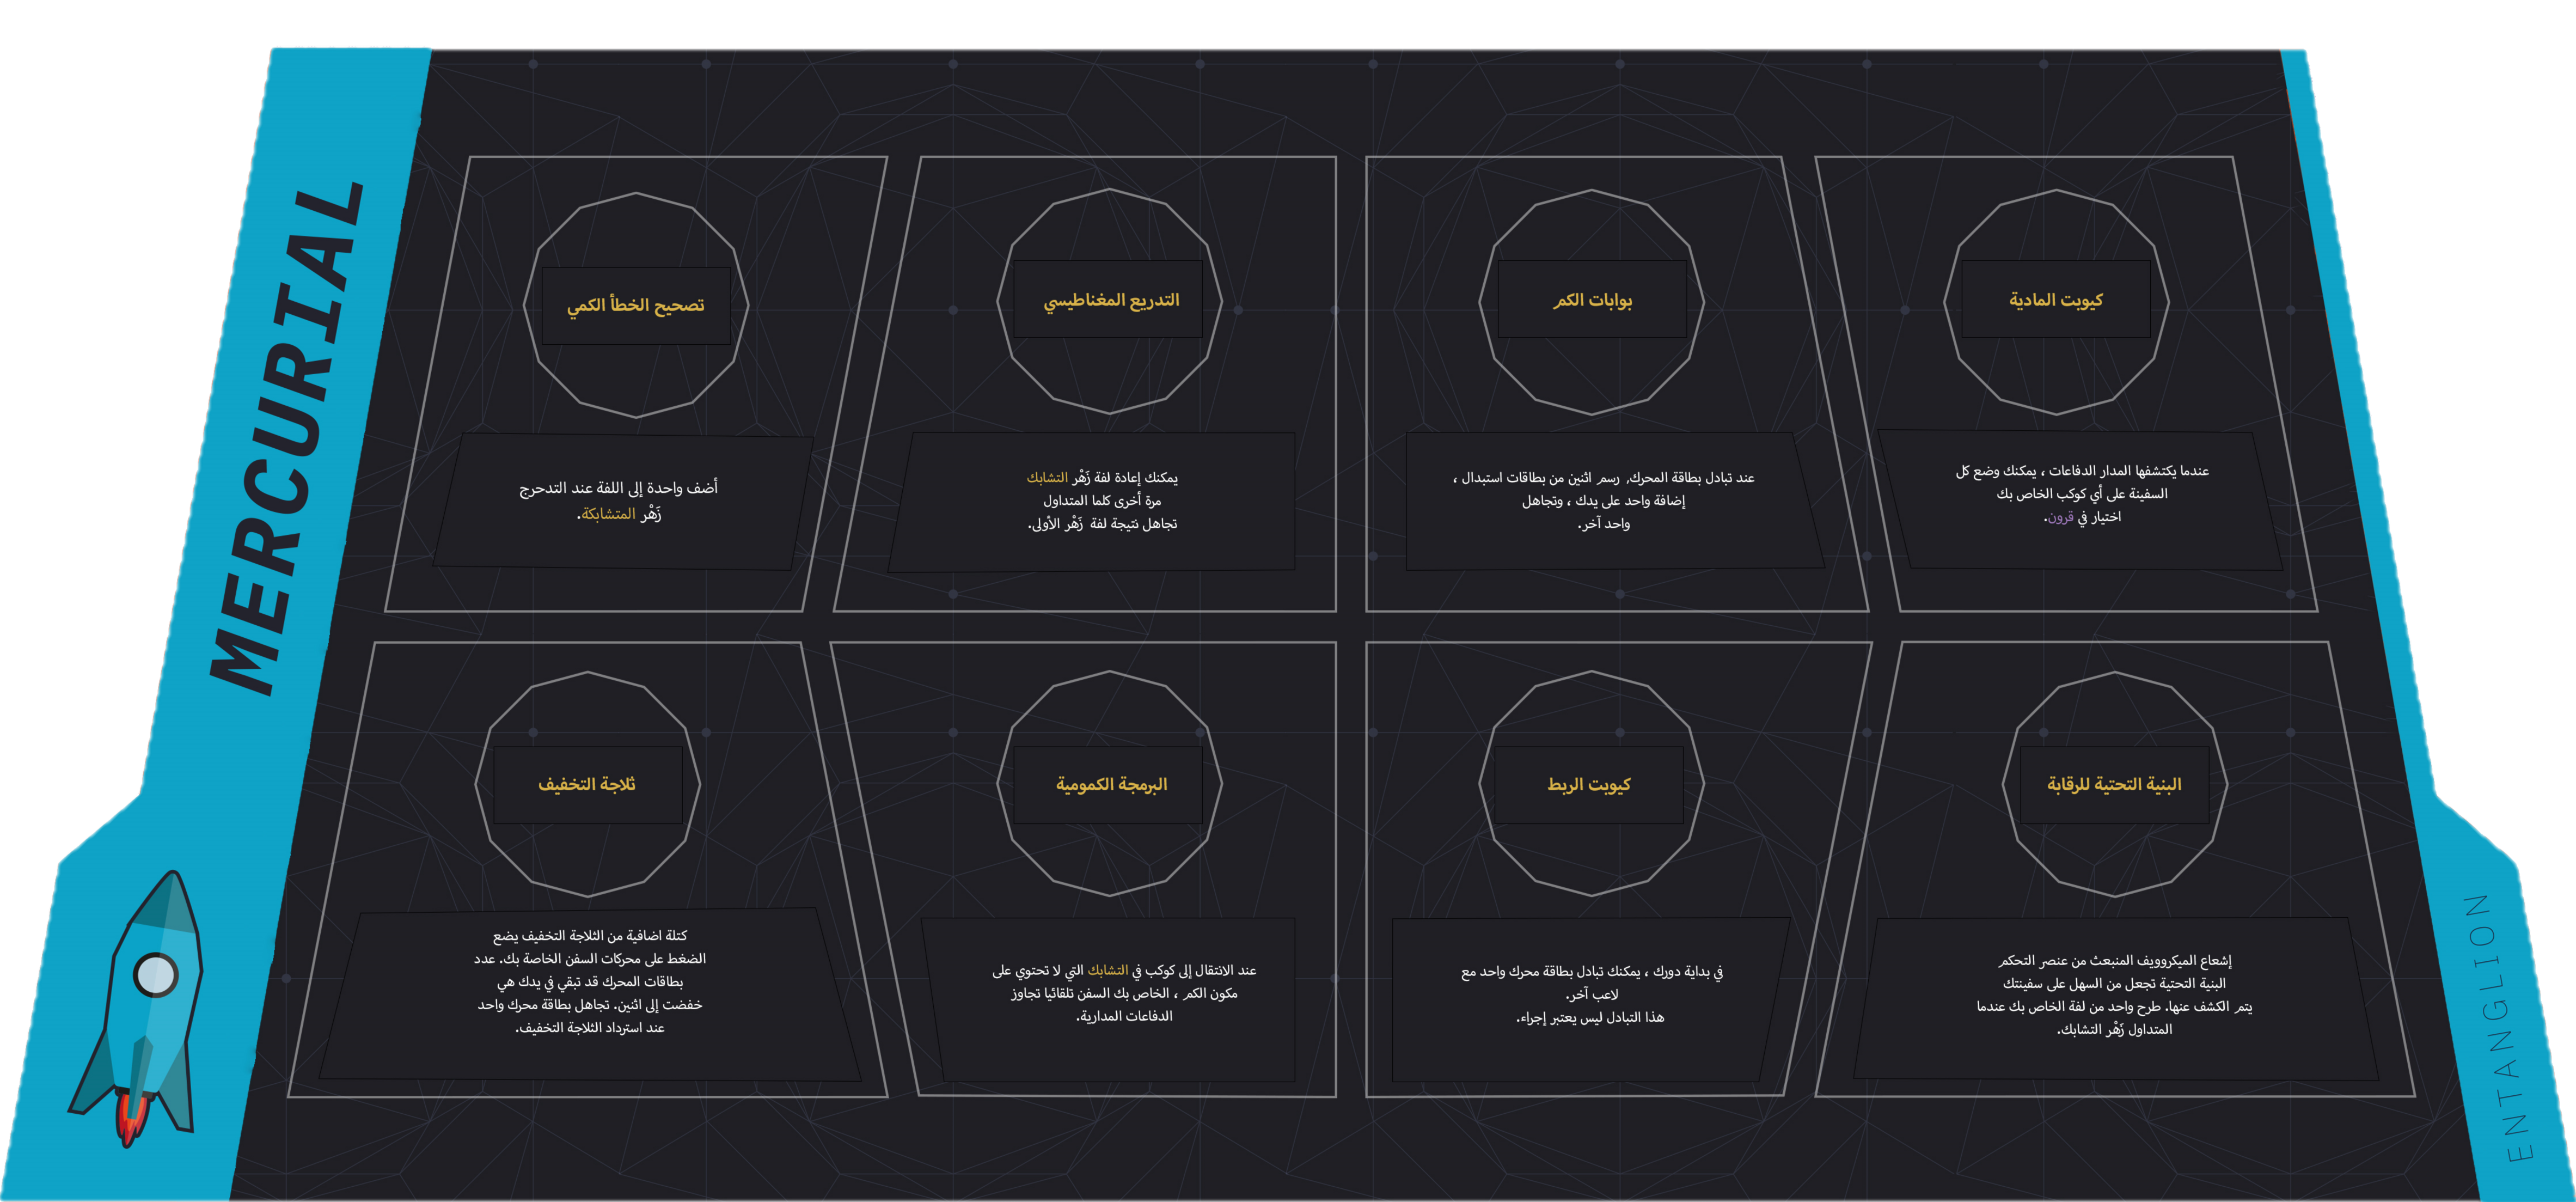 MERCURIAL
كيوبت المادية
عندما يكتشفها المدار الدفاعات ، يمكنك وضع كل
السفينة على أي كوكب الخاص بك
اختيار في قرون.
بوابات الكم
عند تبادل بطاقة المحرك, رسم اثنين من بطاقات استبدال ،
إضافة واحد على يدك ، وتجاهل
واحد آخر.
التدريع المغناطيسي
يمكنك إعادة لفة زَهْر التشابك
مرة أخرى كلما المتداول
تجاهل نتيجة لفة زَهْر الأولى.
تصحيح الخطأ الكمي
أضف واحدة إلى اللفة عند التدحرج
زَهْر المتشابكة.
البنية التحتية للرقابة
إشعاع الميكروويف المنبعث من عنصر التحكم
البنية التحتية تجعل من السهل على سفينتك
يتم الكشف عنها. طرح واحد من لفة الخاص بك عندما
المتداول زَهْر التشابك.
كيوبت الربط
في بداية دورك ، يمكنك تبادل بطاقة محرك واحد مع
لاعب آخر.
هذا التبادل ليس يعتبر إجراء.
البرمجة الكمومية
عند الانتقال إلى كوكب في التشابك التي لا تحتوي على
مكون الكم ، الخاص بك السفن تلقائيا تجاوز
الدفاعات المدارية.
ثلاجة التخفيف
كتلة اضافية من الثلاجة التخفيف يضع
الضغط على محركات السفن الخاصة بك. عدد
بطاقات المحرك قد تبقي في يدك هي
خفضت إلى اثنين. تجاهل بطاقة محرك واحد
عند استرداد الثلاجة التخفيف.
ENTANGLION